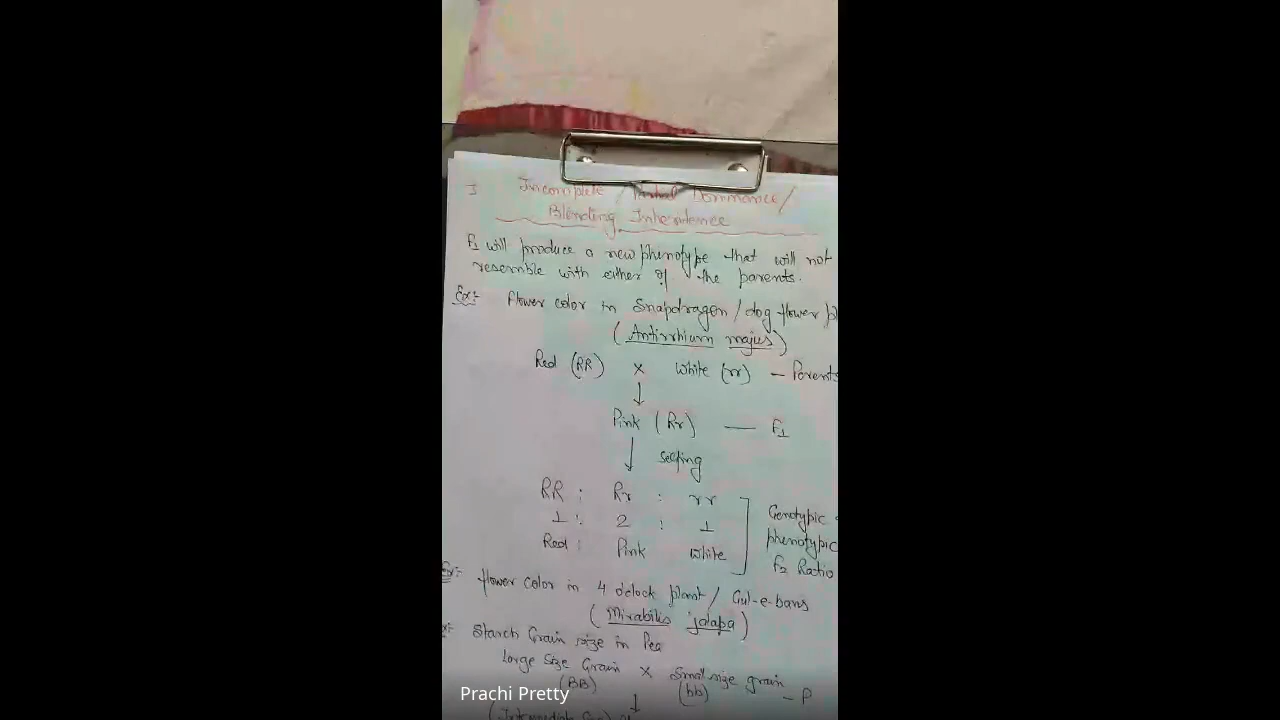 I Incomplete / Partial Dominance /
Blending Inheritence
F1 will produce a new phenotype that will not
resemble with either of the parents.
Ex:- flower color in Snapdragon / dog flower pl
(Antirrhium majus)
Red (RR) x White (rr) — Parents
↓
Pink (Rr) — F1
↓ selfing
RR : Rr : rr
1 : 2 : 1
Red : Pink White
Genotypic
phenotypic
F2 Ratio
Ex:- flower color in 4 o'clock plant / Gul-e-bans
(Mirabilis jalapa)
Starch Grain size in Pea
Large Size Grain x Small size grain
(BB) (bb) — P
↓
Prachi Pretty